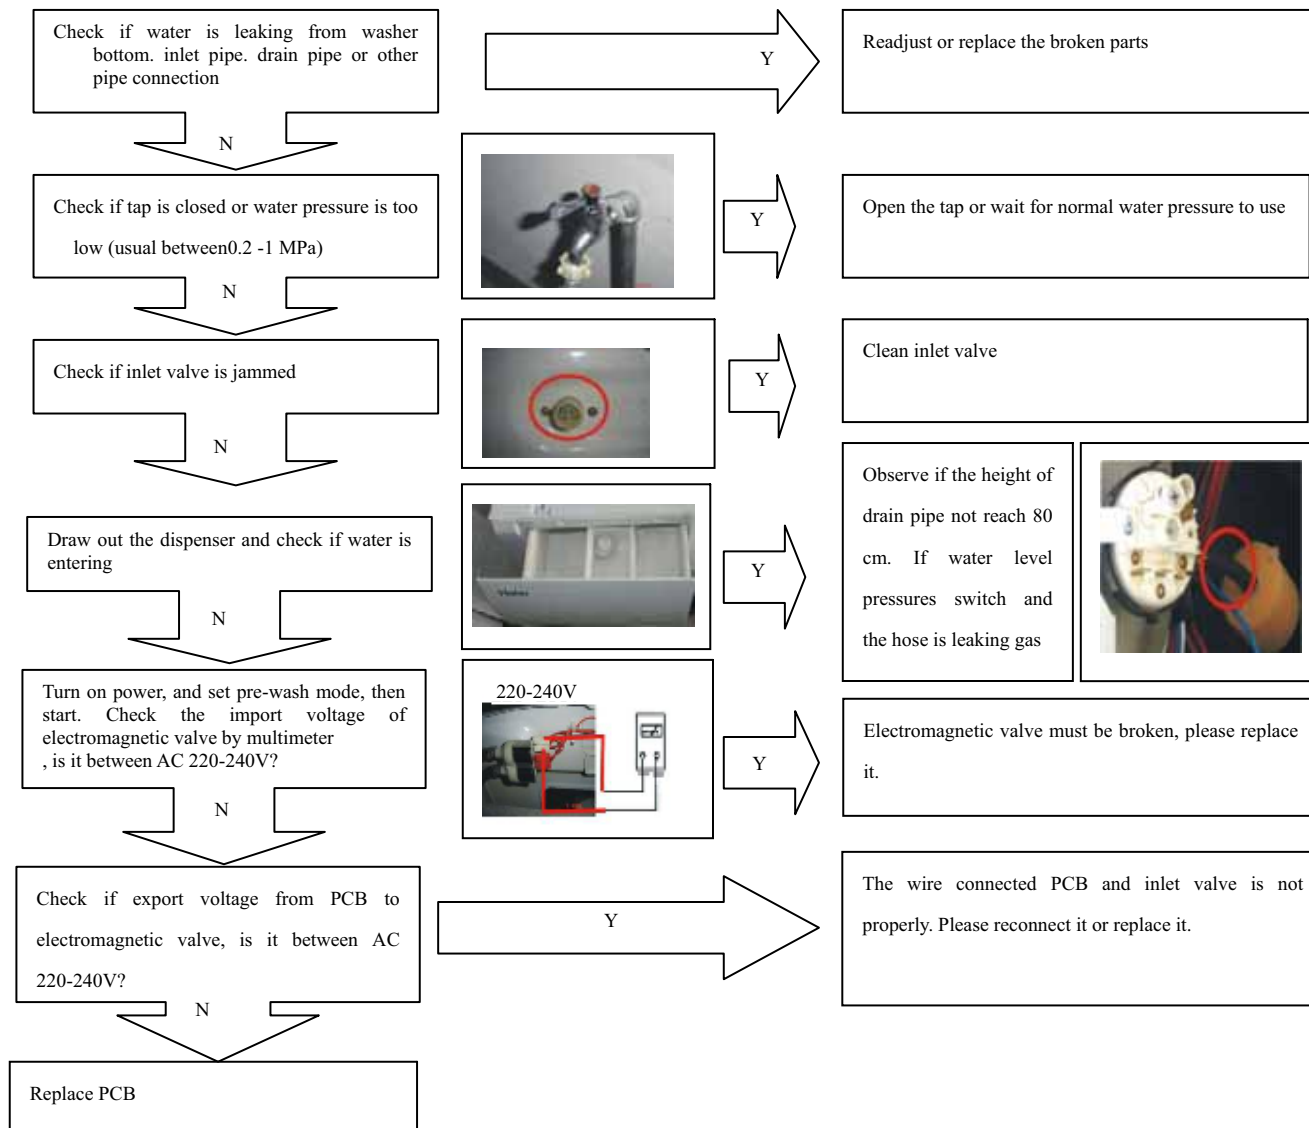 Check if water is leaking from washer
bottom. inlet pipe. drain pipe or other
pipe connection
Y
Readjust or replace the broken parts
N
Check if tap is closed or water pressure is too
low (usual between0.2 -1 MPa)
Y
Open the tap or wait for normal water pressure to use
N
Check if inlet valve is jammed
Y
Clean inlet valve
N
Draw out the dispenser and check if water is
entering
Y
Observe if the height of
drain pipe not reach 80
cm. If water level
pressures switch and
the hose is leaking gas
N
Turn on power, and set pre-wash mode, then
start. Check the import voltage of
electromagnetic valve by multimeter
, is it between AC 220-240V?
220-240V
Y
Electromagnetic valve must be broken, please replace
it.
N
Check if export voltage from PCB to
electromagnetic valve, is it between AC
220-240V?
Y
The wire connected PCB and inlet valve is not
properly. Please reconnect it or replace it.
N
Replace PCB